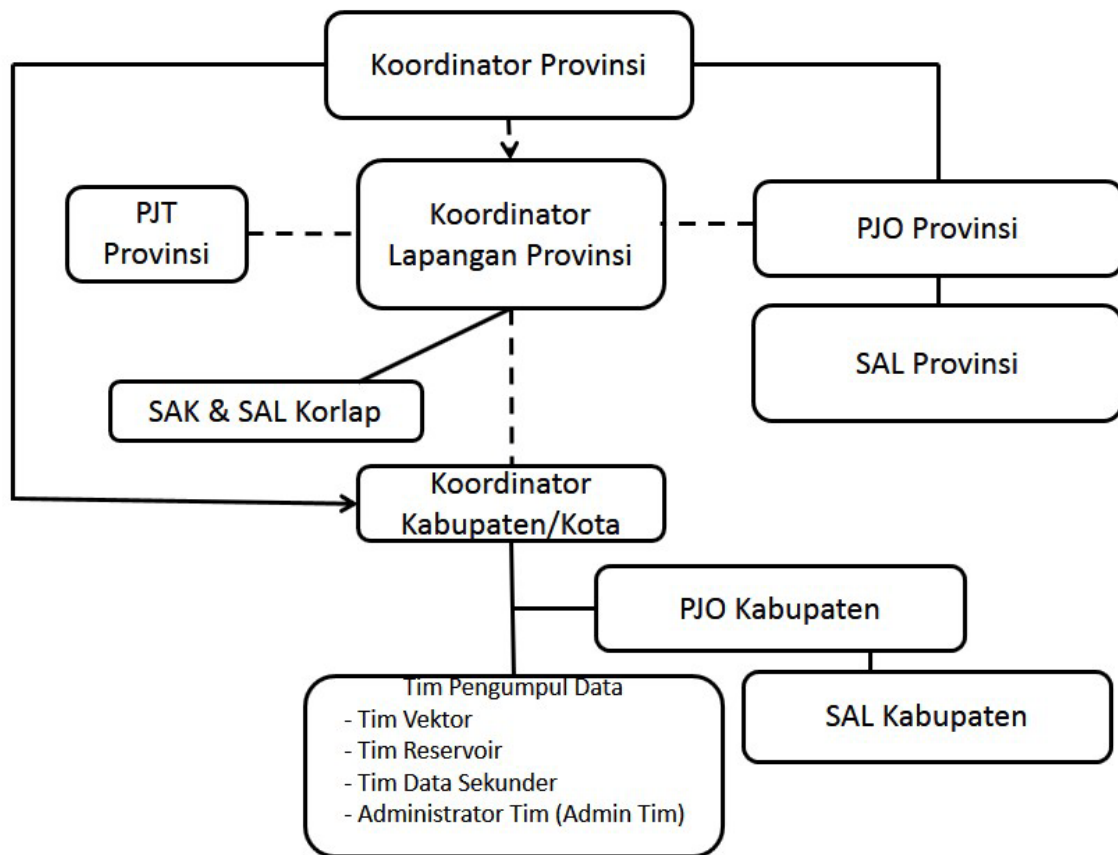 Koordinator Provinsi
PJT
Provinsi
Koordinator
Lapangan Provinsi
PJO Provinsi
SAL Provinsi
SAK & SAL Korlap
Koordinator
Kabupaten/Kota
PJO Kabupaten
SAL Kabupaten
Tim Pengumpul Data
- Tim Vektor
- Tim Reservoir
- Tim Data Sekunder
- Administrator Tim (Admin Tim)